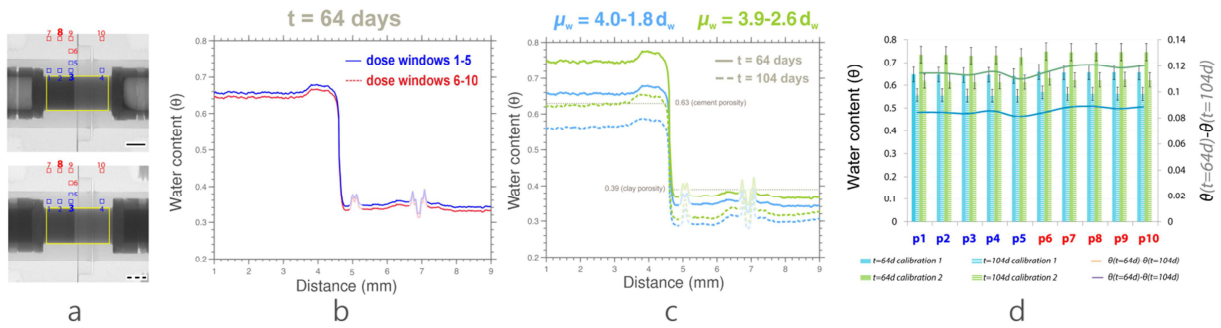 7 8 9 10
6
5
1 2 3 4
7 8 9 10
6
5
1 2 3 4
a
t = 64 days
0.8
0.7
0.6
0.5
0.4
0.3
0.2
Water content (θ)
dose windows 1-5
dose windows 6-10
1 2 3 4 5 6 7 8 9
Distance (mm)
b
μw = 4.0-1.8 dw
μw = 3.9-2.6 dw
0.8
0.7
0.6
0.5
0.4
0.3
0.2
Water content (θ)
t = 64 days
t = 104 days
0.63 (cement porosity)
0.39 (clay porosity)
1 2 3 4 5 6 7 8 9
Distance (mm)
c
0.8
0.7
0.6
0.5
0.4
0.3
0.2
0.1
0
Water content (θ)
0.14
0.12
0.10
0.08
0.06
0.04
0.02
0
θ(t=64d)-θ(t=104d)
p1 p2 p3 p4 p5 p6 p7 p8 p9 p10
t=64d calibration 1
t=104d calibration 1
θ(t=64d)-θ(t=104d)
t=64d calibration 2
t=104d calibration 2
θ(t=64d)-θ(t=104d)
d